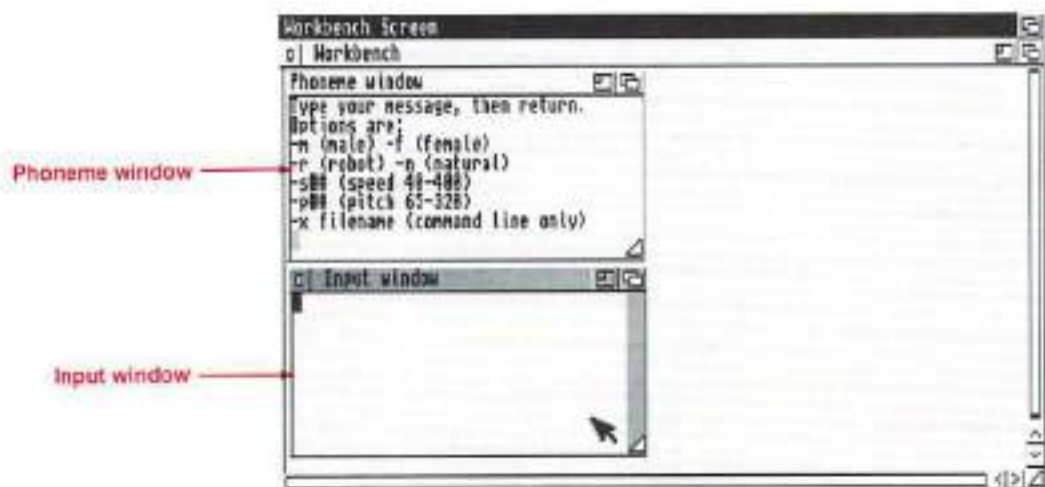 Workbench Screen
Workbench
Phoneme window
Type your message, then return.
Options are:
-m (male) -f (female)
-r (robot) -n (natural)
-s## (speed 40-400)
-p## (pitch 65-320)
-x filename (command line only)
Input window
Phoneme window
Input window